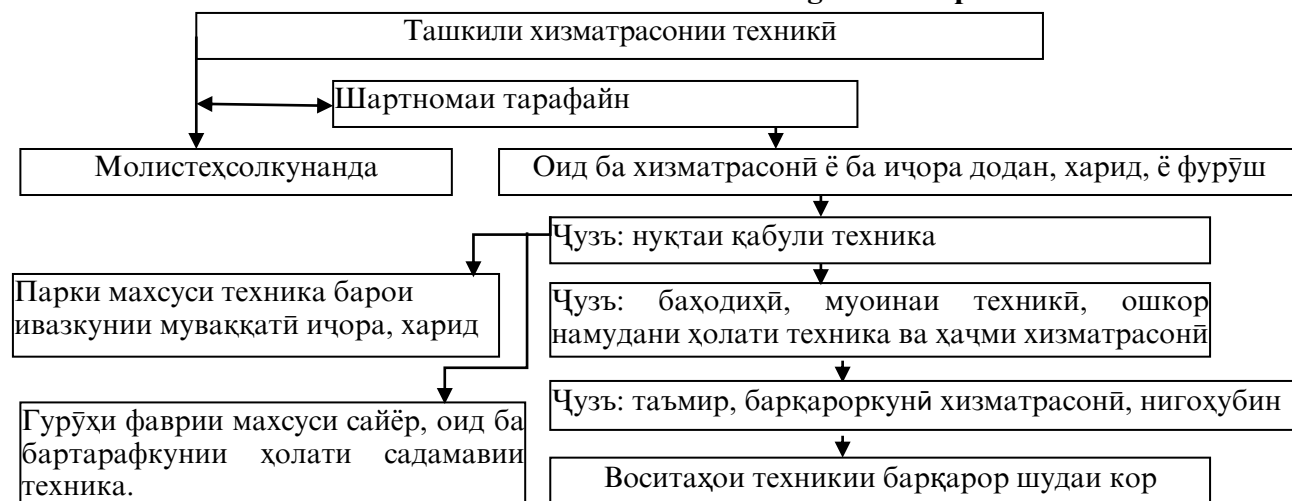 Ташкили хизматрасонии техникӣ
Шартномаи тарафайн
Молистеҳсолкунанда
Оид ба хизматрасонӣ ё ба иҷора додан, харид, ё фурӯш
Ҷузъ: нуқтаи қабули техника
Парки махсуси техника барои
ивазкунии муваққатӣ иҷора, харид
Ҷузъ: баҳодиҳӣ, муоинаи техникӣ, ошкор
намудани ҳолати техника ва ҳаҷми хизматрасонӣ
Ҷузъ: таъмир, барқароркунӣ хизматрасонӣ, нигоҳубин
Гурӯҳи фаврии махсуси сайёр, оид ба
бартарафкунии ҳолати садамавии
техника.
Воситаҳои техникии барқарор шудаи кор